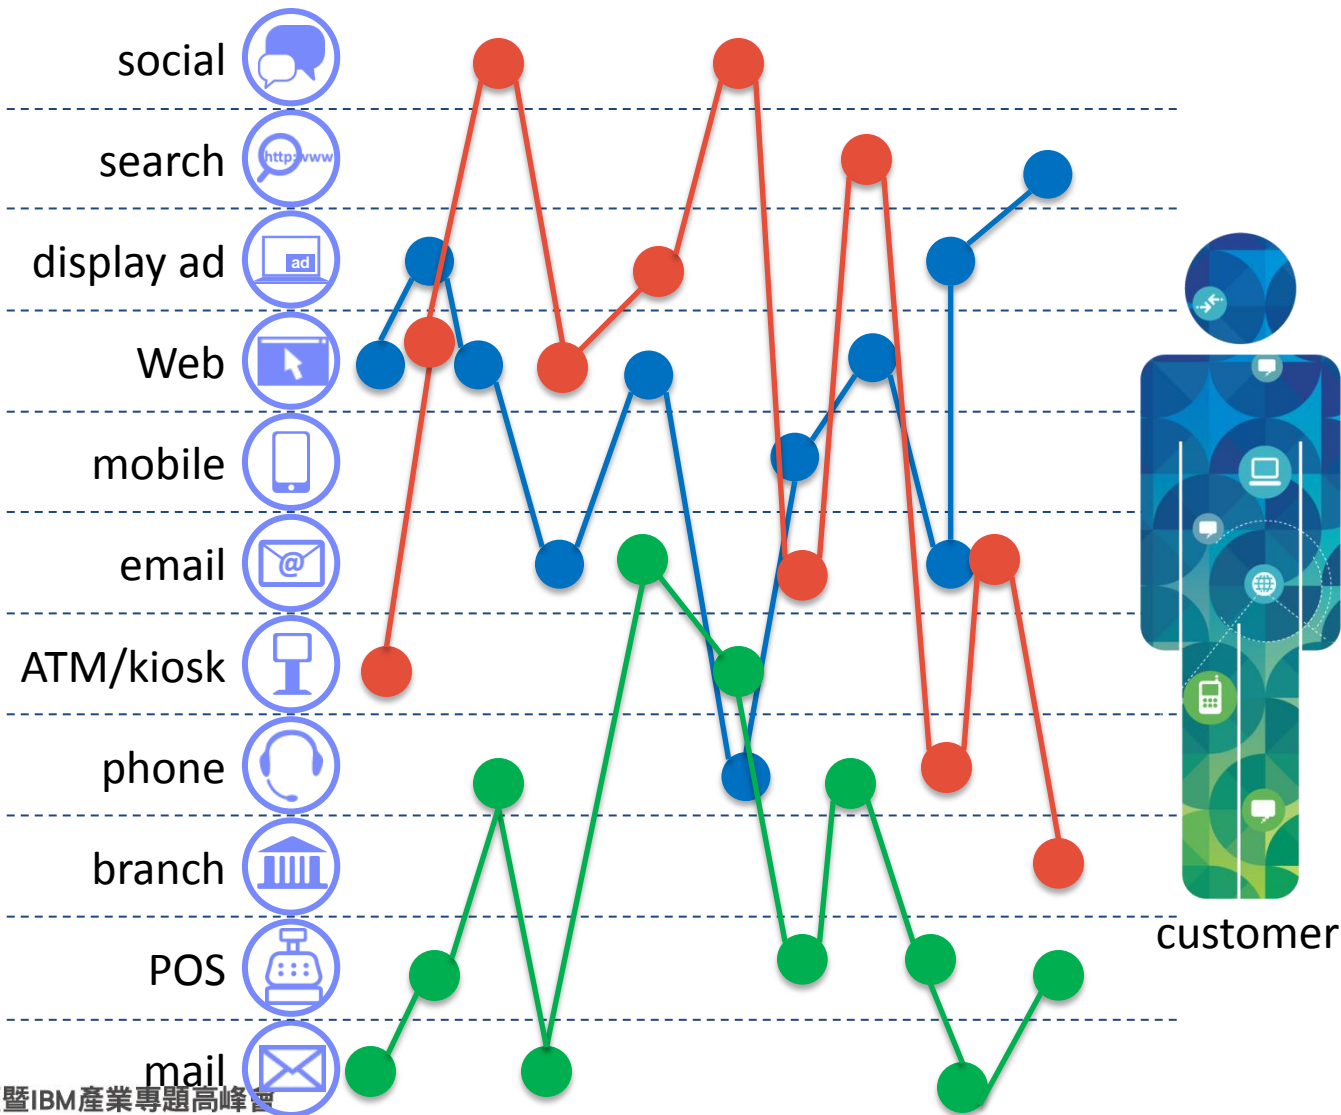 social
http:www
search
ad
display ad
Web
mobile
@
email
ATM/kiosk
phone
branch
customer
POS
mail
暨IBM產業專題高峰會